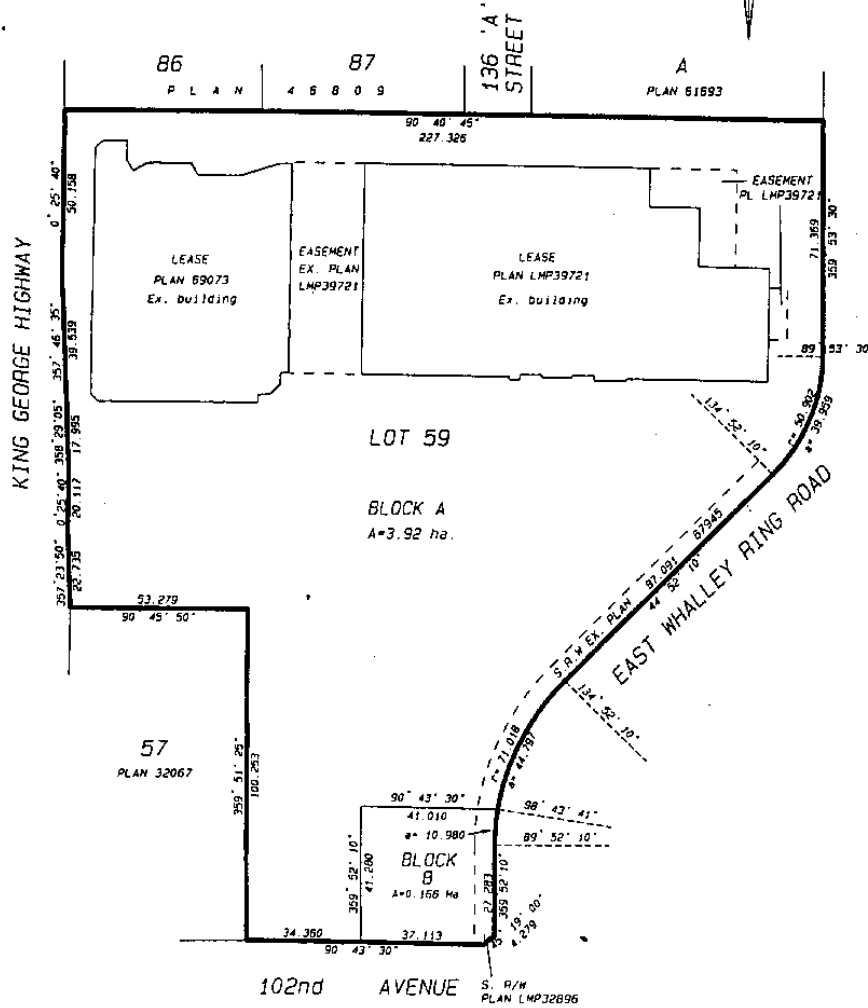 86
87
136 'A'
STREET
A
PLAN 46809
PLAN 61693
90 40' 45"
227.326
0° 25' 40"
50.158
357° 46' 35"
39.539
358° 29' 05"
17.995
0° 25' 40"
20.117
357° 23' 50"
22.735
KING GEORGE HIGHWAY
LEASE
PLAN 69073
Ex. building
EASEMENT
EX. PLAN
LMP39721
LEASE
PLAN LMP39721
Ex. building
EASEMENT
PL LMP39721
71.369
359 53' 30"
89° 53' 30"
r= 50.902
a= 39.959
134° 52' 10"
LOT 59
BLOCK A
A=3.92 ha.
S.R.W EX. PLAN 67945
87.091
44° 52' 10"
EAST WHALLEY RING ROAD
134° 52' 10"
53.279
90° 45' 50"
57
PLAN 32067
359° 51' 25"
100.253
r= 71.018
a= 44.797
90° 43' 30"
41.010
98° 43' 41"
a= 10.980
89° 52' 10"
359° 52' 10"
41.280
BLOCK
B
A=0.166 Ha
27.283
359° 52' 10"
34.360
37.113
90° 43' 30"
19' 00"
4.279
102nd AVENUE
S. R/W
PLAN LMP32896